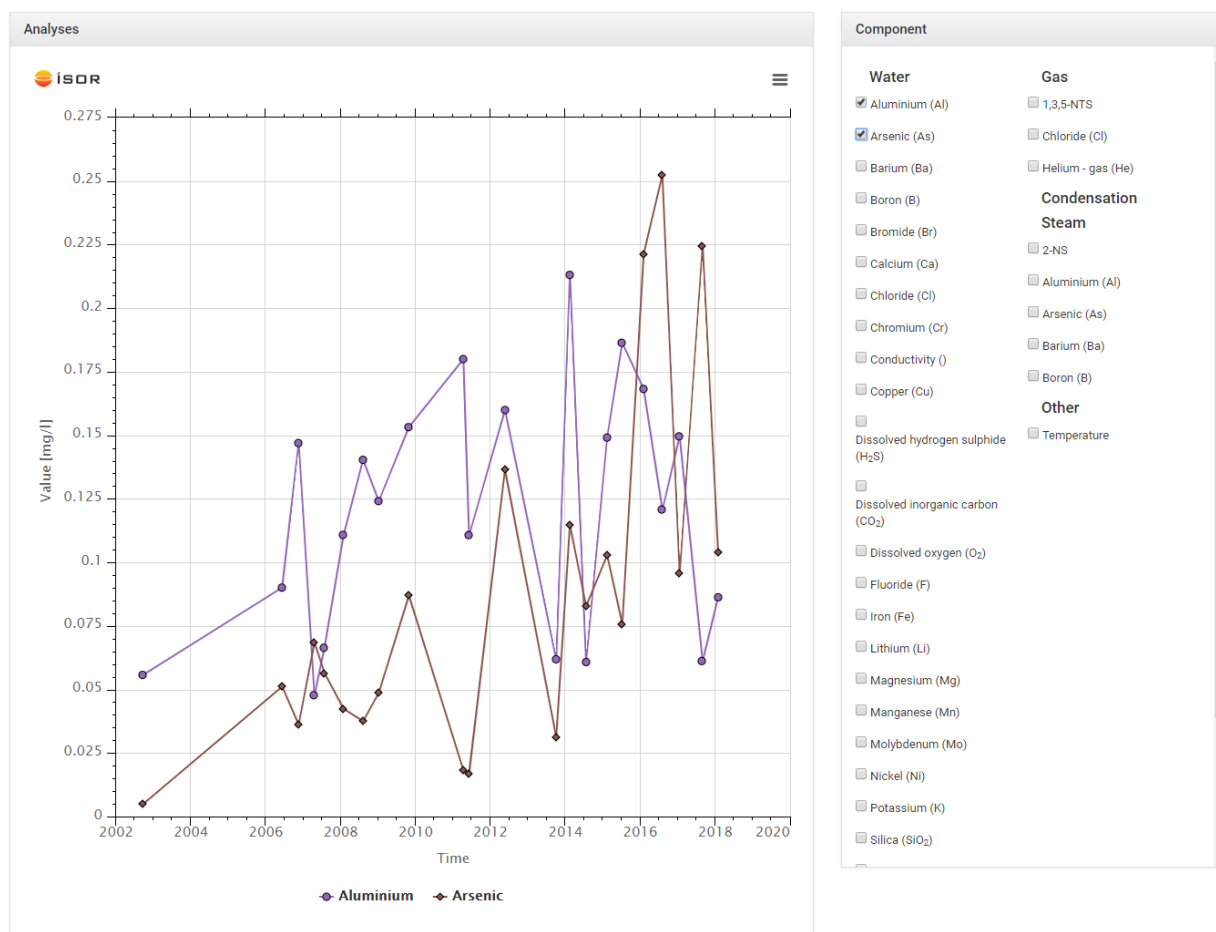 Analyses
ÍSOR
0.275
0.25
0.225
0.2
0.175
0.15
0.125
0.1
0.075
0.05
0.025
0
Value [mg/l]
2002 2004 2006 2008 2010 2012 2014 2016 2018 2020
Time
Aluminium Arsenic
Component
Water
Aluminium (Al)
Arsenic (As)
Barium (Ba)
Boron (B)
Bromide (Br)
Calcium (Ca)
Chloride (Cl)
Chromium (Cr)
Conductivity ()
Copper (Cu)
Dissolved hydrogen sulphide
(H₂S)
Dissolved inorganic carbon
(CO₂)
Dissolved oxygen (O₂)
Fluoride (F)
Iron (Fe)
Lithium (Li)
Magnesium (Mg)
Manganese (Mn)
Molybdenum (Mo)
Nickel (Ni)
Potassium (K)
Silica (SiO₂)
Gas
1,3,5-NTS
Chloride (Cl)
Helium - gas (He)
Condensation
Steam
2-NS
Aluminium (Al)
Arsenic (As)
Barium (Ba)
Boron (B)
Other
Temperature